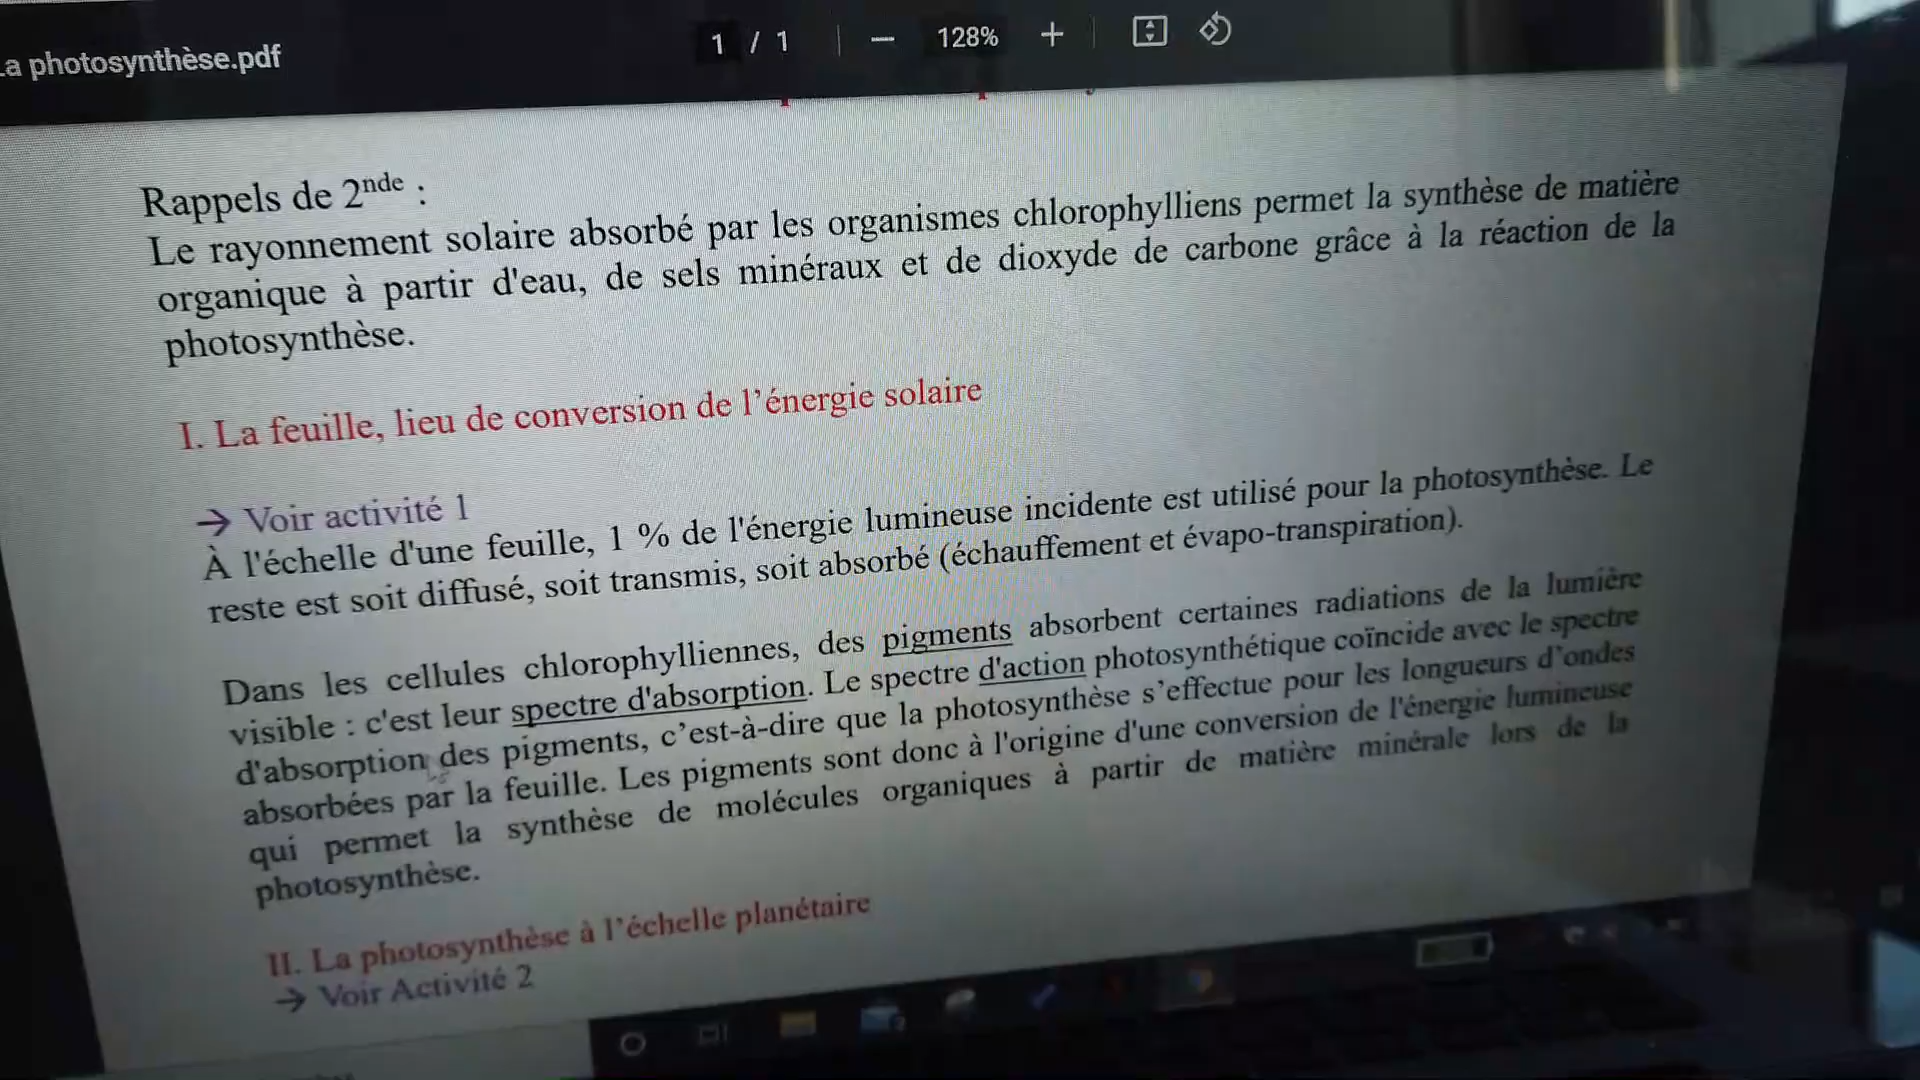 La photosynthèse.pdf
1 / 1
128%
Rappels de 2nde :
Le rayonnement solaire absorbé par les organismes chlorophylliens permet la synthèse de matière
organique à partir d'eau, de sels minéraux et de dioxyde de carbone grâce à la réaction de la
photosynthèse.
I. La feuille, lieu de conversion de l’énergie solaire
→ Voir activité 1
À l'échelle d'une feuille, 1 % de l'énergie lumineuse incidente est utilisé pour la photosynthèse. Le
reste est soit diffusé, soit transmis, soit absorbé (échauffement et évapo-transpiration).
Dans les cellules chlorophylliennes, des pigments absorbent certaines radiations de la lumière
visible : c'est leur spectre d'absorption. Le spectre d'action photosynthétique coïncide avec le spectre
d'absorption des pigments, c’est-à-dire que la photosynthèse s’effectue pour les longueurs d’ondes
absorbées par la feuille. Les pigments sont donc à l'origine d'une conversion de l'énergie lumineuse
qui permet la synthèse de molécules organiques à partir de matière minérale lors de la
photosynthèse.
II. La photosynthèse à l’échelle planétaire
→ Voir Activité 2